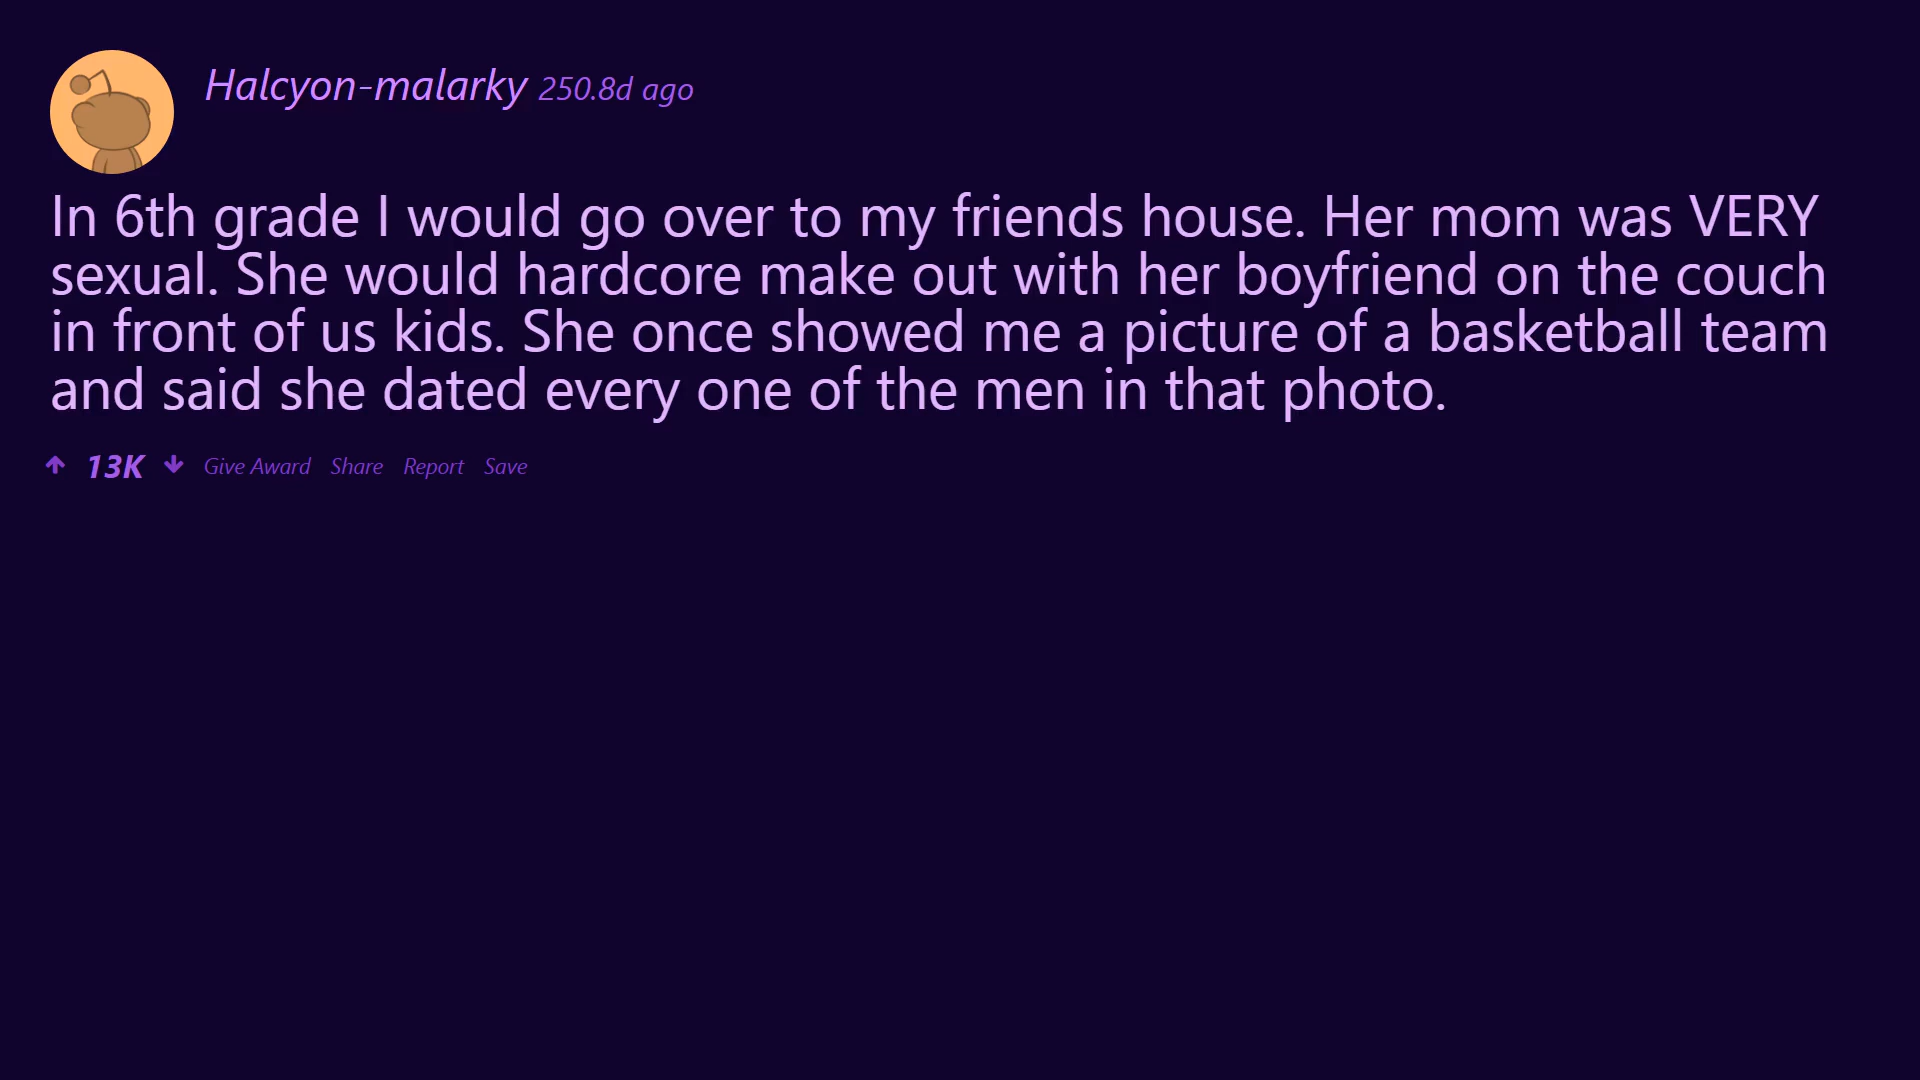 Halcyon-malarky 250.8d ago
In 6th grade I would go over to my friends house. Her mom was VERY
sexual. She would hardcore make out with her boyfriend on the couch
in front of us kids. She once showed me a picture of a basketball team
and said she dated every one of the men in that photo.
13K Give Award Share Report Save